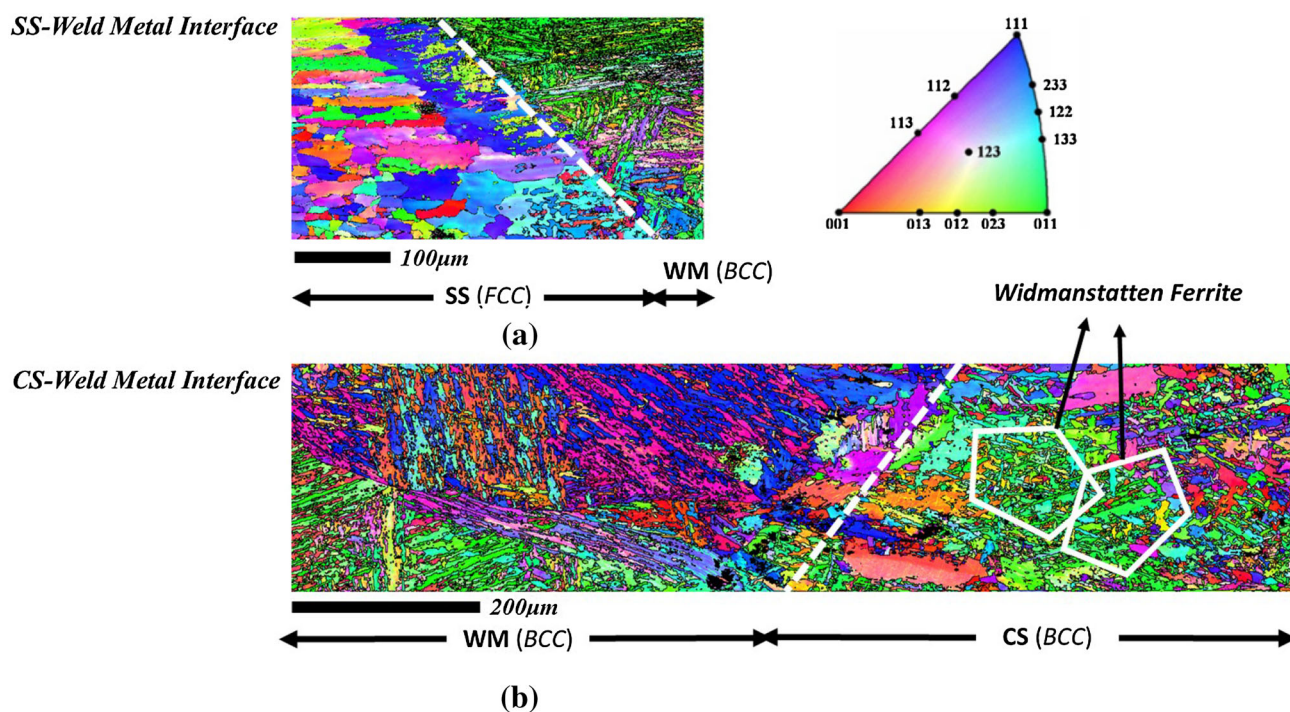 SS-Weld Metal Interface
111
112
233
122
113
133
123
001
013
012
023
011
100μm
WM (BCC)
SS (FCC)
(a)
Widmanstatten Ferrite
CS-Weld Metal Interface
200μm
WM (BCC)
CS (BCC)
(b)